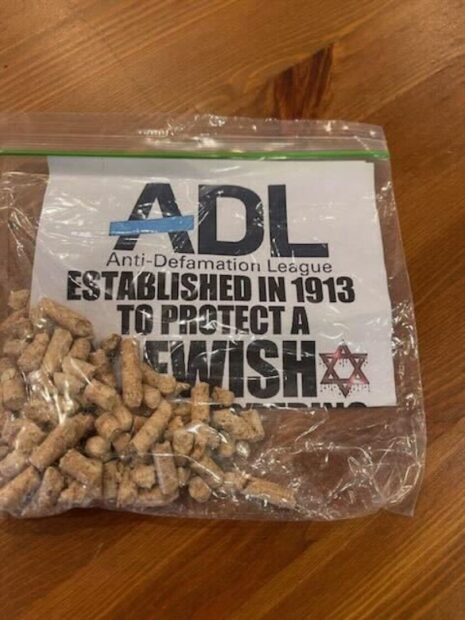 ADL
Anti-Defamation League
ESTABLISHED IN 1913
TO PROTECT A
EWISH